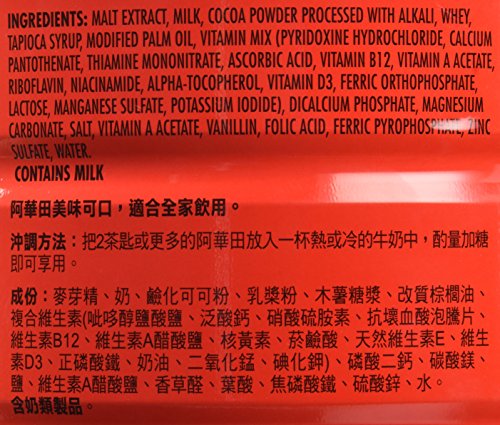 INGREDIENTS: MALT EXTRACT, MILK, COCOA POWDER PROCESSED WITH ALKALI, WHEY,
TAPIOCA SYRUP, MODIFIED PALM OIL, VITAMIN MIX (PYRIDOXINE HYDROCHLORIDE, CALCIUM
PANTOTHENATE, THIAMINE MONONITRATE, ASCORBIC ACID, VITAMIN B12, VITAMIN A ACETATE,
RIBOFLAVIN, NIACINAMIDE, ALPHA-TOCOPHEROL, VITAMIN D3, FERRIC ORTHOPHOSPHATE,
LACTOSE, MANGANESE SULFATE, POTASSIUM IODIDE), DICALCIUM PHOSPHATE, MAGNESIUM
CARBONATE, SALT, VITAMIN A ACETATE, VANILLIN, FOLIC ACID, FERRIC PYROPHOSPHATE, ZINC
SULFATE, WATER.
CONTAINS MILK
阿華田美味可口，適合全家飲用。
沖調方法：把2茶匙或更多的阿華田放入一杯熱或冷的牛奶中，酌量加糖
即可享用。
成份：麥芽精、奶、鹼化可可粉、乳漿粉、木薯糖漿、改質棕櫚油、
複合維生素(呲哆醇鹽酸鹽、泛酸鈣、硝酸硫胺素、抗壞血酸泡騰片、
維生素B12、維生素A醋酸鹽、核黃素、菸鹼酸、天然維生素E、維生
素D3、正磷酸鐵、奶油、二氧化錳、碘化鉀)、磷酸二鈣、碳酸鎂、
鹽、維生素A醋酸鹽、香草醛、葉酸、焦磷酸鐵、硫酸鋅、水。
含奶類製品。